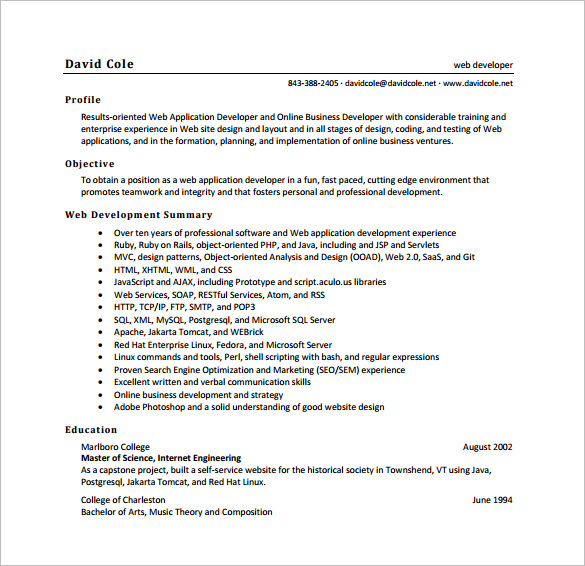 David Cole web developer
843-388-2405 · davidcole@davidcole.net · www.davidcole.net
Profile
Results-oriented Web Application Developer and Online Business Developer with considerable training and
enterprise experience in Web site design and layout and in all stages of design, coding, and testing of Web
applications, and in the formation, planning, and implementation of online business ventures.
Objective
To obtain a position as a web application developer in a fun, fast paced, cutting edge environment that
promotes teamwork and integrity and that fosters personal and professional development.
Web Development Summary
• Over ten years of professional software and Web application development experience
• Ruby, Ruby on Rails, object-oriented PHP, and Java, including and JSP and Servlets
• MVC, design patterns, Object-oriented Analysis and Design (OOAD), Web 2.0, SaaS, and Git
• HTML, XHTML, WML, and CSS
• JavaScript and AJAX, including Prototype and script.aculo.us libraries
• Web Services, SOAP, RESTful Services, Atom, and RSS
• HTTP, TCP/IP, FTP, SMTP, and POP3
• SQL, XML, MySQL, Postgresql, and Microsoft SQL Server
• Apache, Jakarta Tomcat, and WEBrick
• Red Hat Enterprise Linux, Fedora, and Microsoft Server
• Linux commands and tools, Perl, shell scripting with bash, and regular expressions
• Proven Search Engine Optimization and Marketing (SEO/SEM) experience
• Excellent written and verbal communication skills
• Online business development and strategy
• Adobe Photoshop and a solid understanding of good website design
Education
Marlboro College August 2002
Master of Science, Internet Engineering
As a capstone project, built a self-service website for the historical society in Townshend, VT using Java,
Postgresql, Jakarta Tomcat, and Red Hat Linux.
College of Charleston June 1994
Bachelor of Arts, Music Theory and Composition